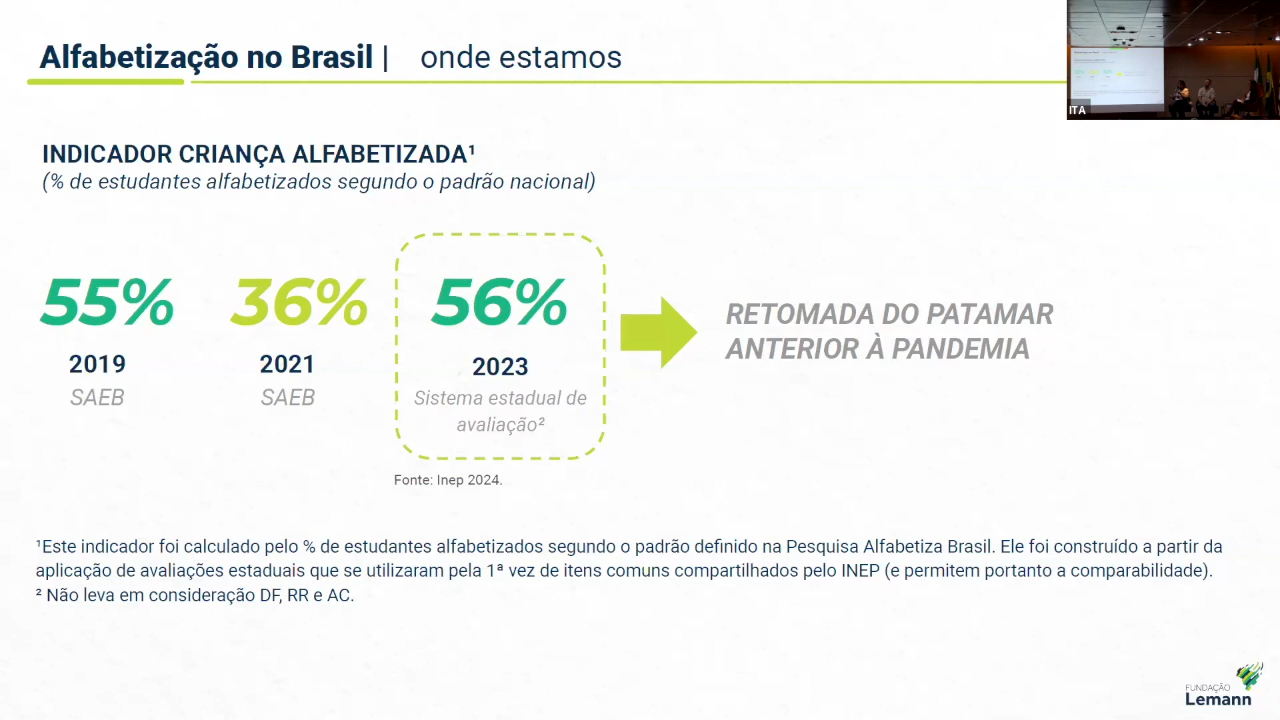 Alfabetização no Brasil | onde estamos
ITA
INDICADOR CRIANÇA ALFABETIZADA¹
(% de estudantes alfabetizados segundo o padrão nacional)
55%
2019
SAEB
36%
2021
SAEB
56%
2023
Sistema estadual de
avaliação²
RETOMADA DO PATAMAR
ANTERIOR À PANDEMIA
Fonte: Inep 2024.
¹Este indicador foi calculado pelo % de estudantes alfabetizados segundo o padrão definido na Pesquisa Alfabetiza Brasil. Ele foi construído a partir da
aplicação de avaliações estaduais que se utilizaram pela 1ª vez de itens comuns compartilhados pelo INEP (e permitem portanto a comparabilidade).
² Não leva em consideração DF, RR e AC.
FUNDAÇÃO
Lemann